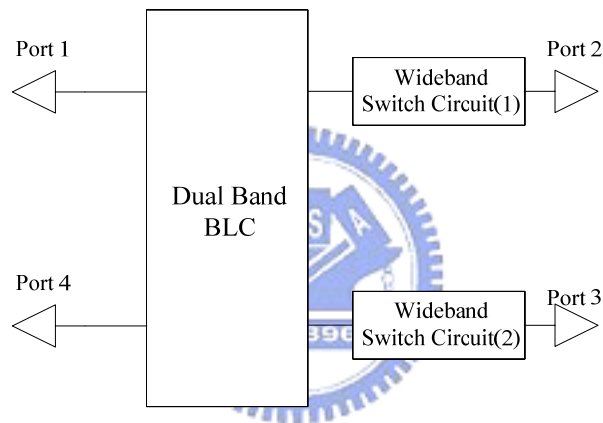 Port 1
Port 2
Wideband
Switch Circuit(1)
Dual Band
BLC
S A
Port 4
Port 3
Wideband
Switch Circuit(2)
896